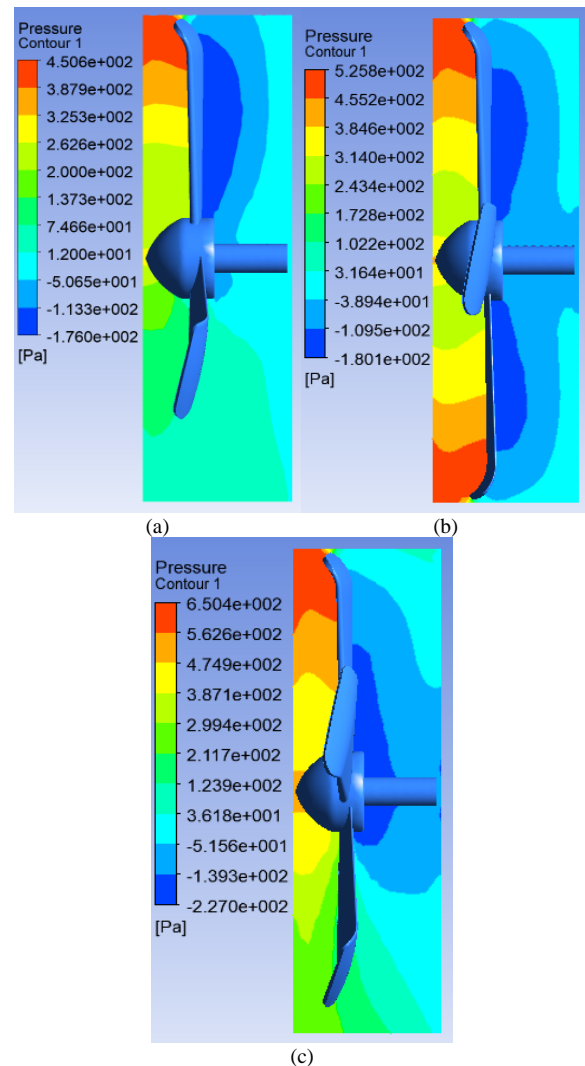 Pressure
Contour 1
4.506e+002
3.879e+002
3.253e+002
2.626e+002
2.000e+002
1.373e+002
7.466e+001
1.200e+001
-5.065e+001
-1.133e+002
-1.760e+002
[Pa]
(a)
Pressure
Contour 1
5.258e+002
4.552e+002
3.846e+002
3.140e+002
2.434e+002
1.728e+002
1.022e+002
3.164e+001
-3.894e+001
-1.095e+002
-1.801e+002
[Pa]
(b)
Pressure
Contour 1
6.504e+002
5.626e+002
4.749e+002
3.871e+002
2.994e+002
2.117e+002
1.239e+002
3.618e+001
-5.156e+001
-1.393e+002
-2.270e+002
[Pa]
(c)